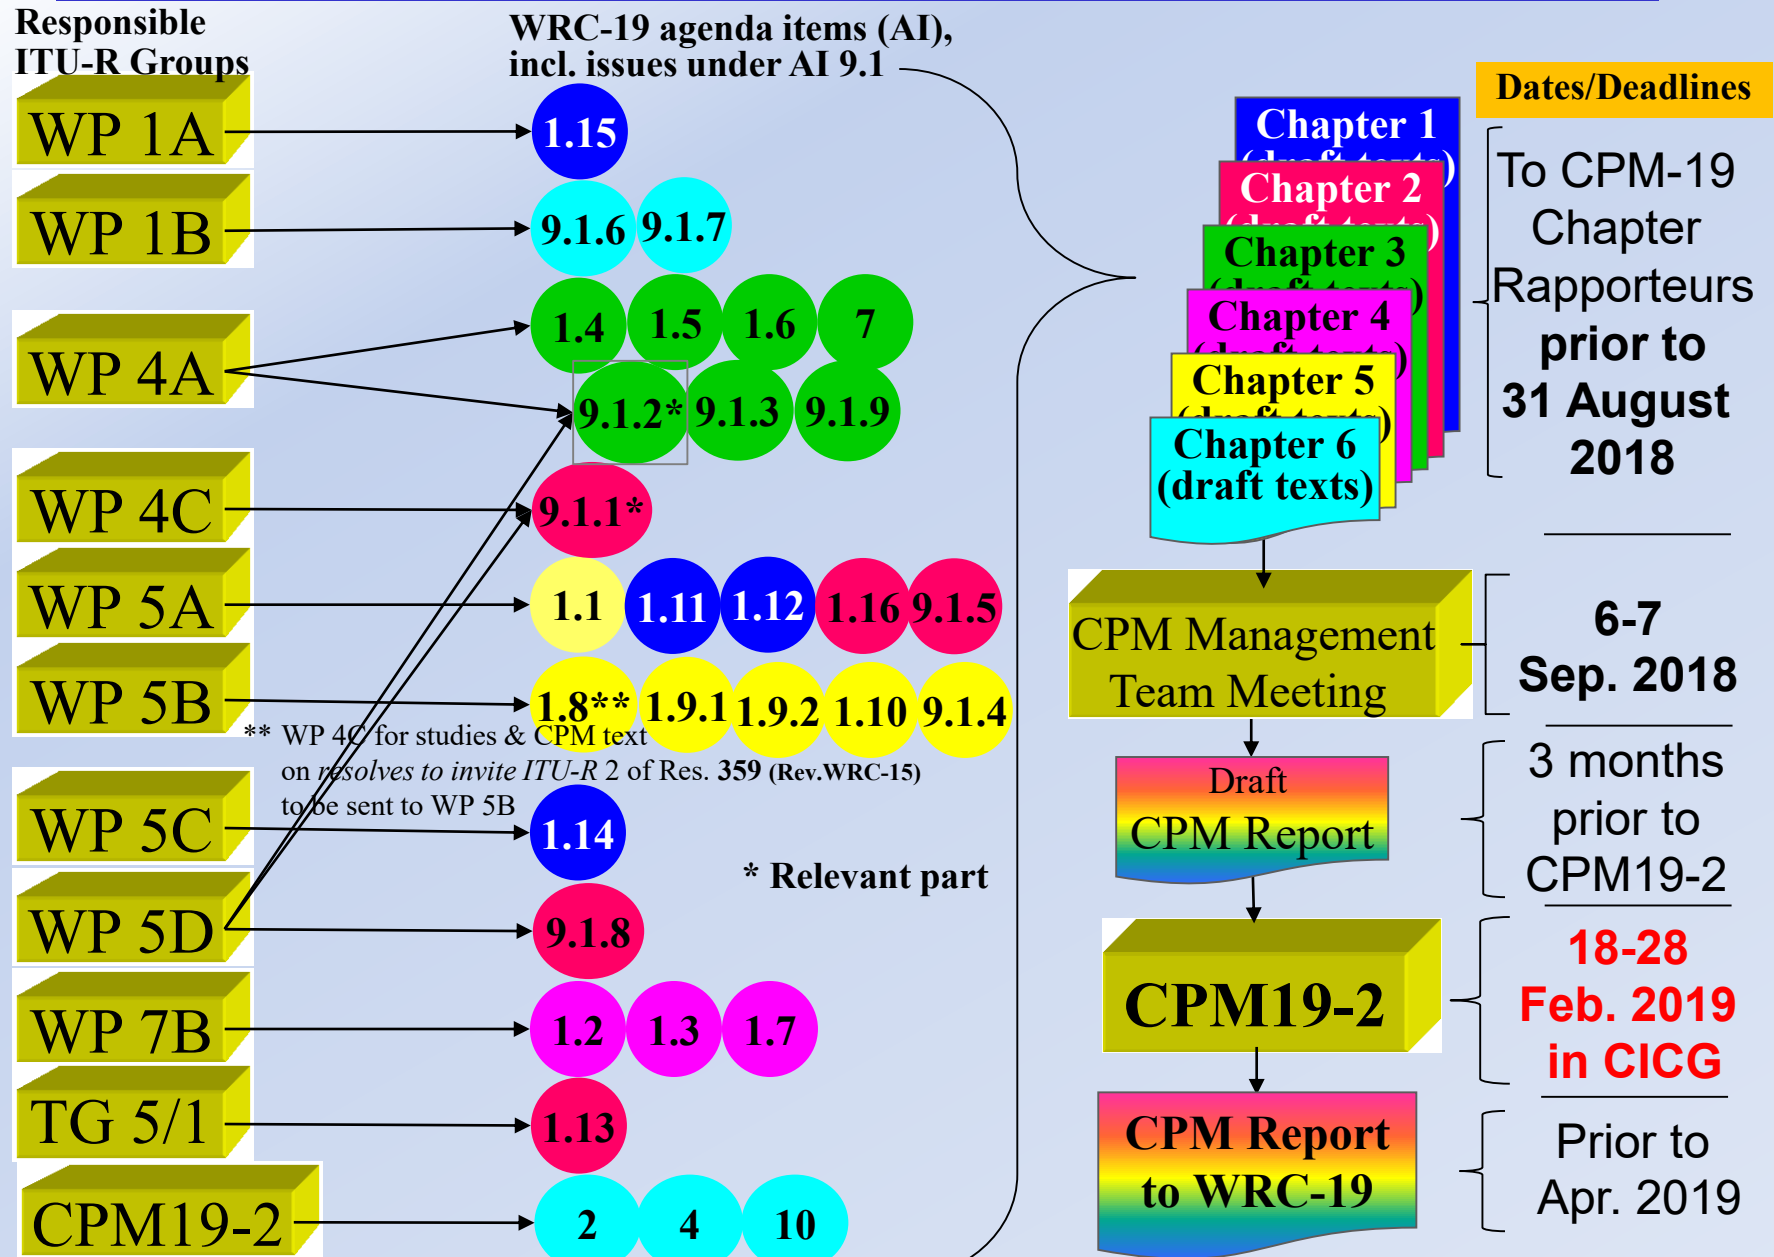 Responsible
ITU-R Groups
WRC-19 agenda items (AI),
incl. issues under AI 9.1
Dates/Deadlines
WP 1A
1.15
WP 1B
9.1.6 9.1.7
WP 4A
1.4 1.5 1.6 7
9.1.2* 9.1.3 9.1.9
WP 4C
9.1.1*
WP 5A
1.1 1.11 1.12 1.16 9.1.5
WP 5B
1.8** 1.9.1 1.9.2 1.10 9.1.4
** WP 4C for studies & CPM text
on resolves to invite ITU-R 2 of Res. 359 (Rev.WRC-15)
to be sent to WP 5B
WP 5C
1.14
* Relevant part
WP 5D
9.1.8
WP 7B
1.2 1.3 1.7
TG 5/1
1.13
CPM19-2
2 4 10
Chapter 1
(draft texts)
Chapter 2
(draft texts)
Chapter 3
(draft texts)
Chapter 4
(draft texts)
Chapter 5
(draft texts)
Chapter 6
(draft texts)
To CPM-19
Chapter
Rapporteurs
prior to
31 August
2018
CPM Management
Team Meeting
6-7
Sep. 2018
Draft
CPM Report
3 months
prior to
CPM19-2
CPM19-2
18-28
Feb. 2019
in CICG
CPM Report
to WRC-19
Prior to
Apr. 2019